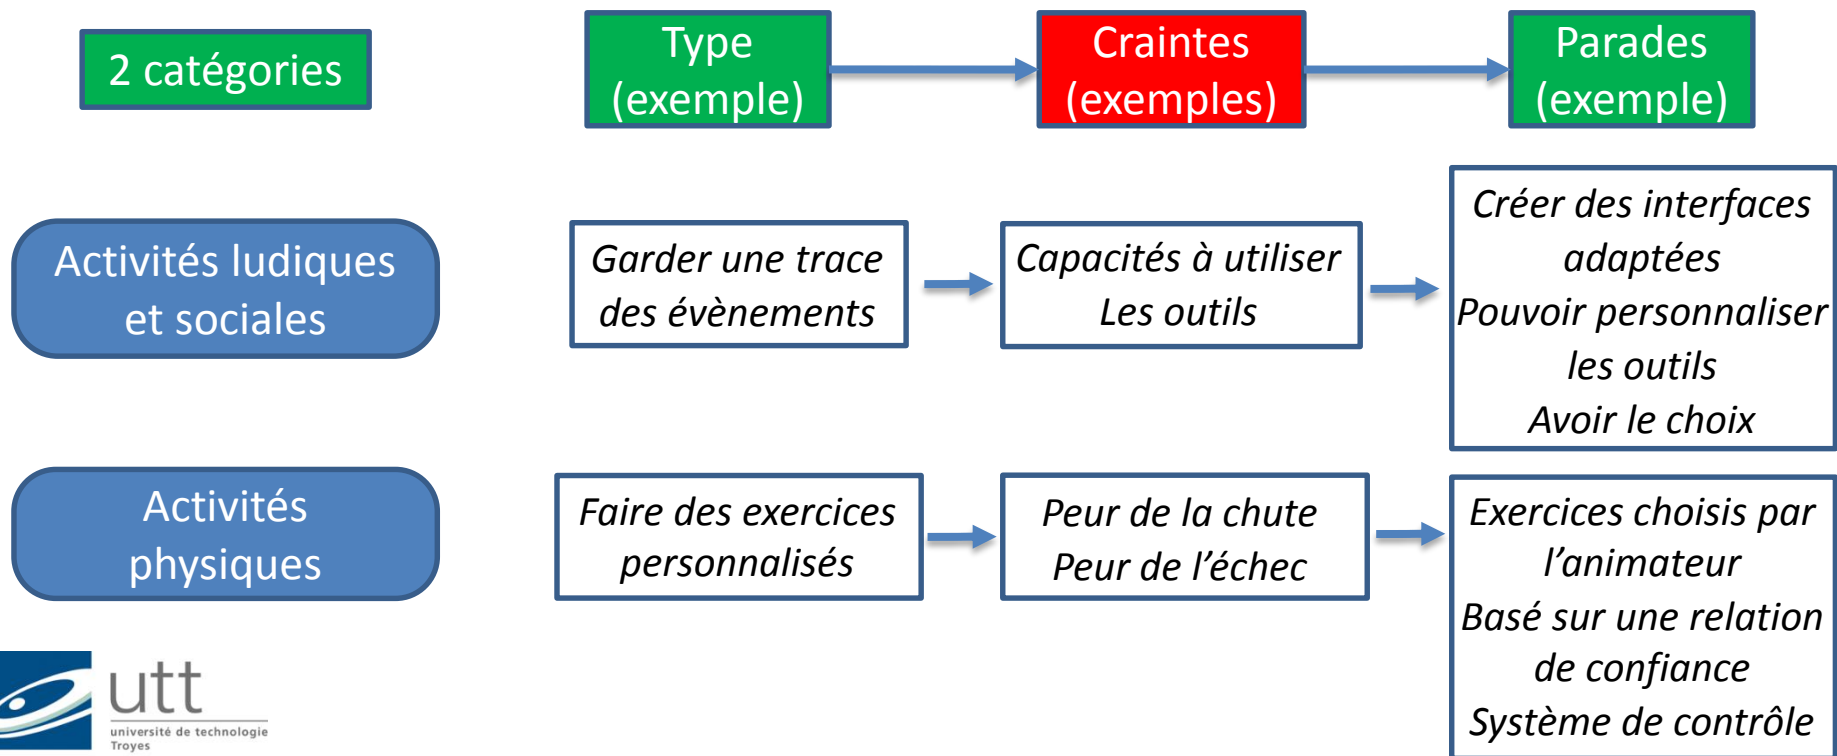 2 catégories
Type
(exemple)
Craintes
(exemples)
Parades
(exemple)
Activités ludiques
et sociales
Garder une trace
des évènements
Capacités à utiliser
Les outils
Créer des interfaces
adaptées
Pouvoir personnaliser
les outils
Avoir le choix
Activités
physiques
Faire des exercices
personnalisés
Peur de la chute
Peur de l’échec
Exercices choisis par
l’animateur
Basé sur une relation
de confiance
Système de contrôle
utt
université de technologie
Troyes